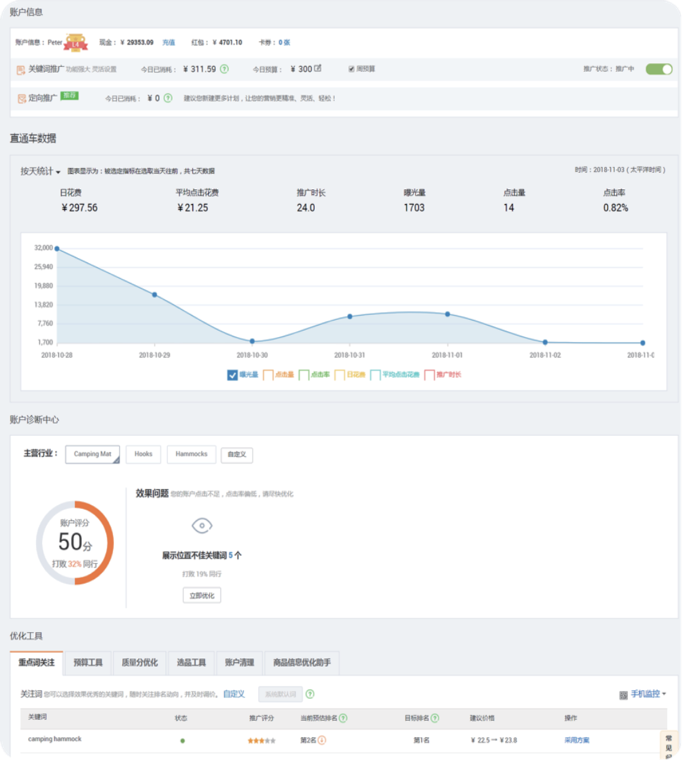 账户信息
账户信息： Peter 现金： ¥ 29353.09 充值 红包： ¥ 4701.10 卡券： 0 张
关键词推广 功能强大 灵活设置 今日已消耗： ¥ 311.59 ? 今日预算： ¥ 300 周预算 推广状态： 推广中
定向推广 推荐 今日已消耗： ¥ 0 ? 建议您新建更多计划，让您的营销更精准、灵活、轻松！
直通车数据
按天统计 图表显示为：被选定指标在选取当天往前，共七天数据 时间：2018-11-03 ( 太平洋时间 )
日花费 平均点击花费 推广时长 曝光量 点击量 点击率
¥297.56 ¥21.25 24.0 1703 14 0.82%
32,000
25,940
19,880
13,820
7,760
1,700
2018-10-28 2018-10-29 2018-10-30 2018-10-31 2018-11-01 2018-11-02 2018-11-0
曝光量 点击量 点击率 日花费 平均点击花费 推广时长
账户诊断中心
主营行业： Camping Mat Hooks Hammocks 自定义
效果问题 您的账户点击不足，点击率偏低，请尽快优化
账户评分
50分
打败 32% 同行
展示位置不佳关键词 5 个
打败 19% 同行
立即优化
优化工具
重点词关注 预算工具 质量分优化 选品工具 账户清理 商品信息优化助手
关注词 您可以选择效果优秀的关键词，随时关注排名动向，并及时调价。 自定义 系统默认词 ? 手机监控
关键词 状态 推广评分 当前预估排名 ? 目标排名 ? 建议价格 操作
camping hammock 第2名 第1名 ¥ 22.5 — ¥ 23.8 采用方案
常
见